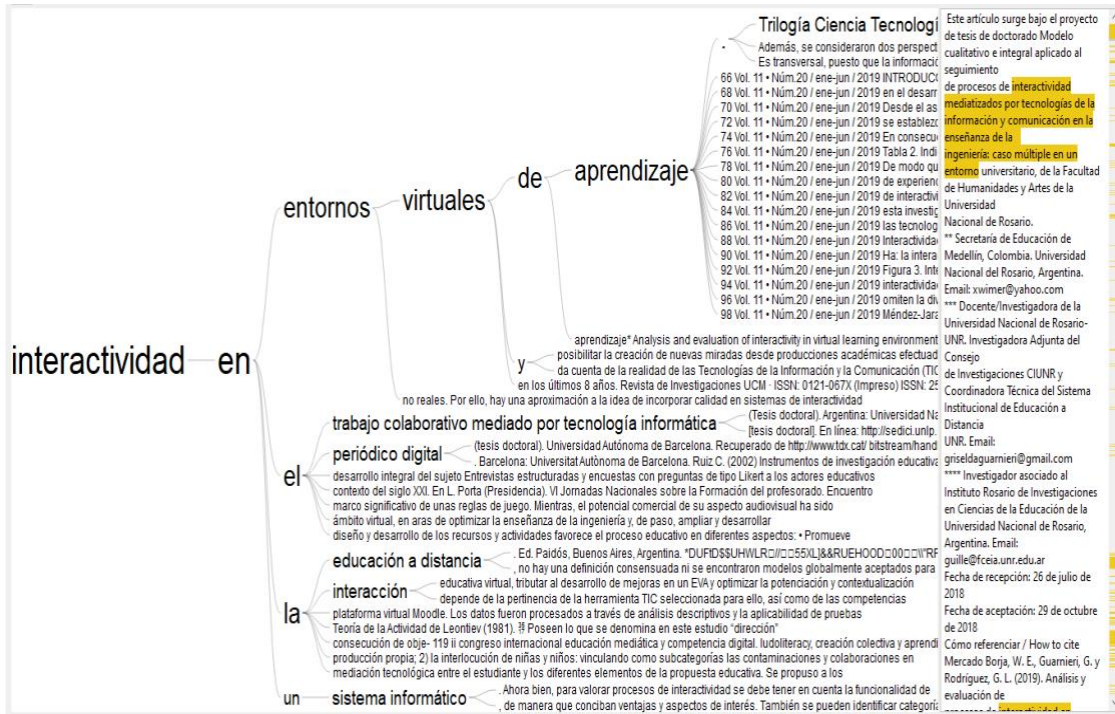 interactividad
en
entornos
virtuales
de
aprendizaje
Trilogía Ciencia Tecnologí
Además, se consideraron dos perspect
Es transversal, puesto que la informació
66 Vol. 11 • Núm.20 / ene-jun / 2019 INTRODUCC
68 Vol. 11 • Núm.20 / ene-jun / 2019 en el desarr
70 Vol. 11 • Núm.20 / ene-jun / 2019 Desde el as
72 Vol. 11 • Núm.20 / ene-jun / 2019 se establezc
74 Vol. 11 • Núm.20 / ene-jun / 2019 En consecu
76 Vol. 11 • Núm.20 / ene-jun / 2019 Tabla 2. Indi
78 Vol. 11 • Núm.20 / ene-jun / 2019 De modo qu
80 Vol. 11 • Núm.20 / ene-jun / 2019 de experienc
82 Vol. 11 • Núm.20 / ene-jun / 2019 de interactivi
84 Vol. 11 • Núm.20 / ene-jun / 2019 esta investig
86 Vol. 11 • Núm.20 / ene-jun / 2019 las tecnolog
88 Vol. 11 • Núm.20 / ene-jun / 2019 Interactivida
90 Vol. 11 • Núm.20 / ene-jun / 2019 Ha: la intera
92 Vol. 11 • Núm.20 / ene-jun / 2019 Figura 3. Inte
94 Vol. 11 • Núm.20 / ene-jun / 2019 interactivida
96 Vol. 11 • Núm.20 / ene-jun / 2019 omiten la div
98 Vol. 11 • Núm.20 / ene-jun / 2019 Méndez-Jara
aprendizaje* Analysis and evaluation of interactivity in virtual learning environment
y
posibilitar la creación de nuevas miradas desde producciones académicas efectuad
da cuenta de la realidad de las Tecnologías de la Información y la Comunicación (TIC
en los últimos 8 años. Revista de Investigaciones UCM · ISSN: 0121-067X (Impreso) ISSN: 25
no reales. Por ello, hay una aproximación a la idea de incorporar calidad en sistemas de interactividad
el
trabajo colaborativo mediado por tecnología informática
(Tesis doctoral). Argentina: Universidad Na
[tesis doctoral]. En línea: http://sedici.unlp.
periódico digital
(tesis doctoral). Universidad Autónoma de Barcelona. Recuperado de http://www.tdx.cat/ bitstream/hand
. Barcelona: Universitat Autònoma de Barcelona. Ruiz C. (2002) Instrumentos de investigación educativa
desarrollo integral del sujeto Entrevistas estructuradas y encuestas con preguntas de tipo Likert a los actores educativos
contexto del siglo XXI. En L. Porta (Presidencia). VI Jornadas Nacionales sobre la Formación del profesorado. Encuentro
marco significativo de unas reglas de juego. Mientras, el potencial comercial de su aspecto audiovisual ha sido
ámbito virtual, en aras de optimizar la enseñanza de la ingeniería y, de paso, ampliar y desarrollar
diseño y desarrollo de los recursos y actividades favorece el proceso educativo en diferentes aspectos: • Promueve
la
educación a distancia
. Ed. Paidós, Buenos Aires, Argentina.
, no hay una definición consensuada ni se encontraron modelos globalmente aceptados para
interacción
educativa virtual, tributar al desarrollo de mejoras en un EVA y optimizar la potenciación y contextualización
depende de la pertinencia de la herramienta TIC seleccionada para ello, así como de las competencias
plataforma virtual Moodle. Los datos fueron procesados a través de análisis descriptivos y la aplicabilidad de pruebas
Teoría de la Actividad de Leontiev (1981). Poseen lo que se denomina en este estudio “dirección”
consecución de obje- 119 ii congreso internacional educación mediática y competencia digital. ludoliteracy, creación colectiva y aprendi
producción propia; 2) la interlocución de niñas y niños: vinculando como subcategorías las contaminaciones y colaboraciones en
mediación tecnológica entre el estudiante y los diferentes elementos de la propuesta educativa. Se propuso a los
un
sistema informático
. Ahora bien, para valorar procesos de interactividad se debe tener en cuenta la funcionalidad de
, de manera que conciban ventajas y aspectos de interés. También se pueden identificar categoría
Este artículo surge bajo el proyecto
de tesis de doctorado Modelo
cualitativo e integral aplicado al
seguimiento
de procesos de interactividad
mediatizados por tecnologías de la
información y comunicación en la
enseñanza de la
ingeniería: caso múltiple en un
entorno universitario, de la Facultad
de Humanidades y Artes de la
Universidad
Nacional de Rosario.
** Secretaría de Educación de
Medellín, Colombia. Universidad
Nacional del Rosario, Argentina.
Email: xwimer@yahoo.com
*** Docente/Investigadora de la
Universidad Nacional de Rosario-
UNR. Investigadora Adjunta del
Consejo
de Investigaciones CIUNR y
Coordinadora Técnica del Sistema
Institucional de Educación a
Distancia
UNR. Email:
griseldaguarnieri@gmail.com
**** Investigador asociado al
Instituto Rosario de Investigaciones
en Ciencias de la Educación de la
Universidad Nacional de Rosario,
Argentina. Email:
guille@fceia.unr.edu.ar
Fecha de recepción: 26 de julio de
2018
Fecha de aceptación: 29 de octubre
de 2018
Cómo referenciar / How to cite
Mercado Borja, W. E., Guarnieri, G. y
Rodríguez, G. L. (2019). Análisis y
evaluación de
procesos de interactividad en